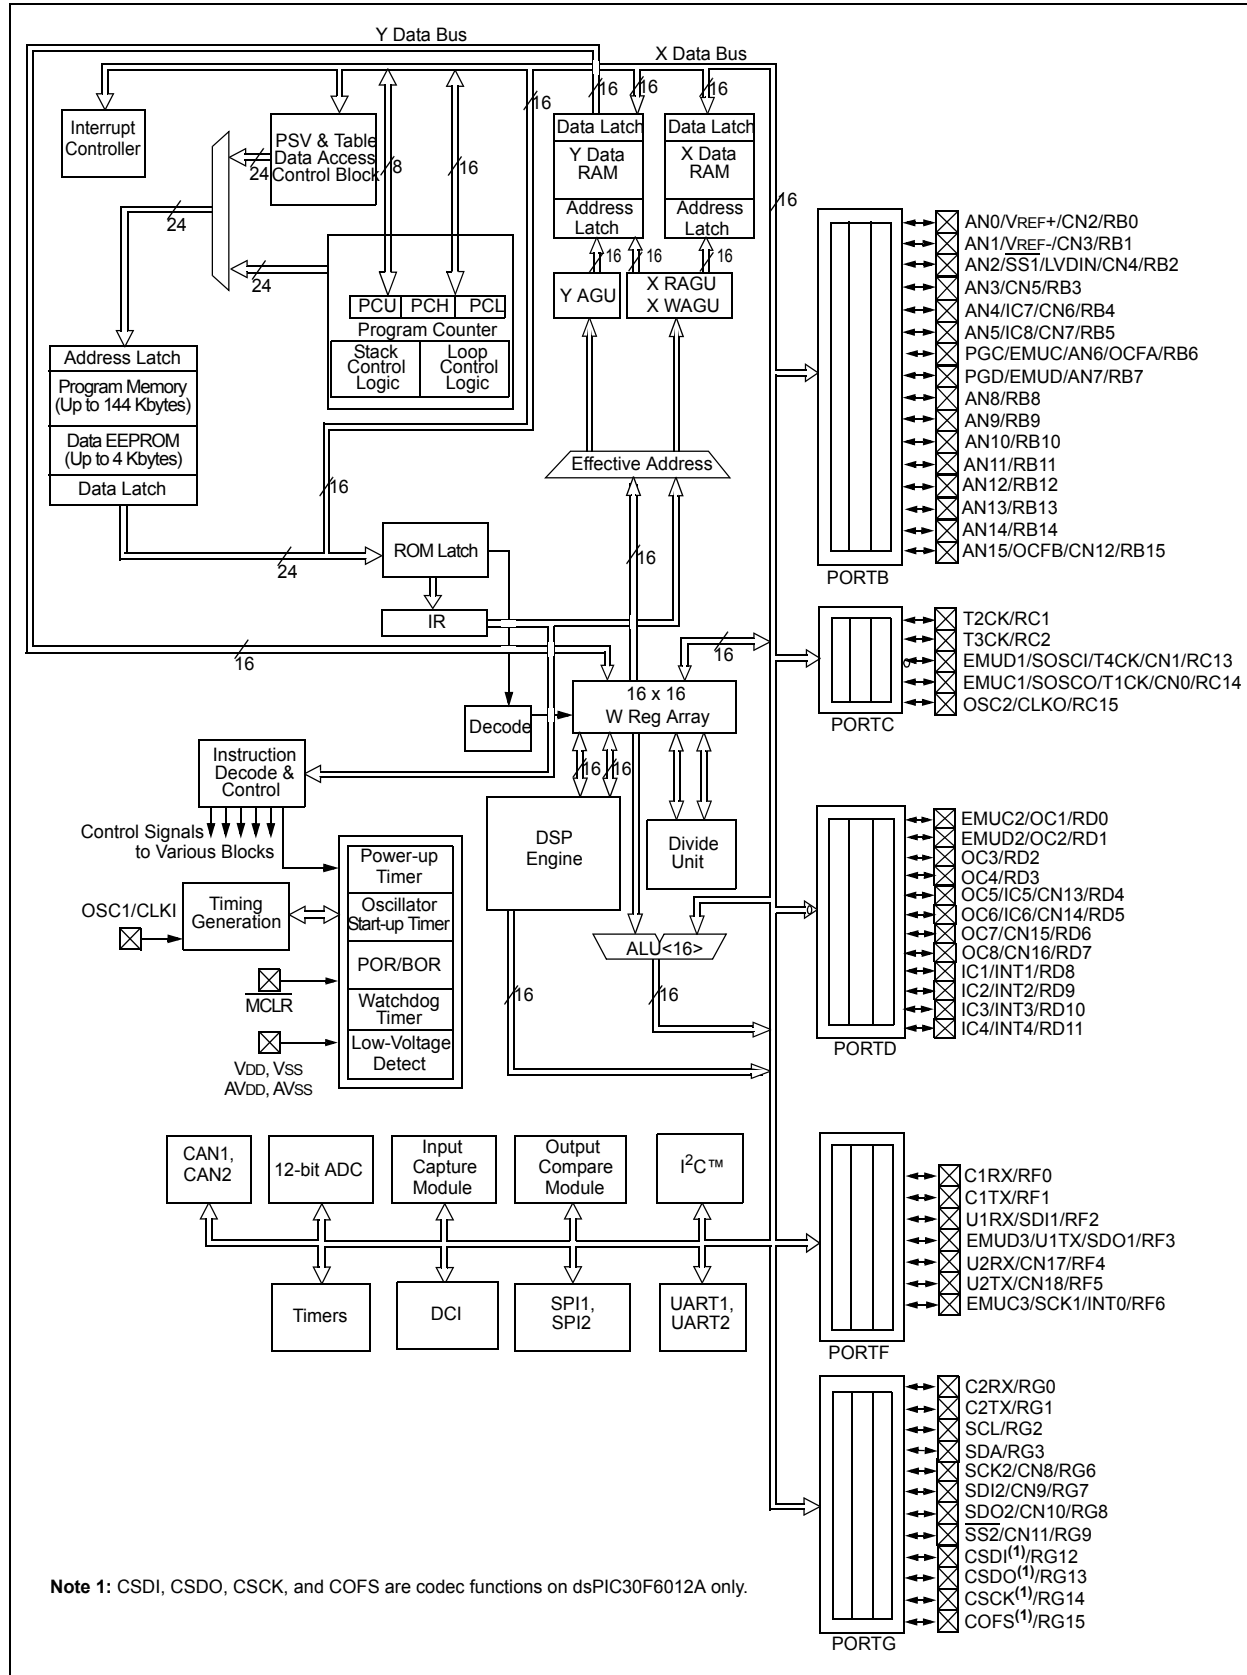 Y Data Bus
X Data Bus
16
16
16
16
Interrupt
Controller
PSV & Table
Data Access
Control Block
24
8
16
24
24
Data Latch
Y Data
RAM
Address
Latch
Data Latch
X Data
RAM
Address
Latch
16
16
16
16
Y AGU
X RAGU
X WAGU
PCU
PCH
PCL
Program Counter
Stack
Control
Logic
Loop
Control
Logic
Address Latch
Program Memory
(Up to 144 Kbytes)
Data EEPROM
(Up to 4 Kbytes)
Data Latch
16
24
Effective Address
ROM Latch
16
IR
16
16
16 x 16
W Reg Array
Decode
Instruction
Decode &
Control
16
16
Control Signals
to Various Blocks
DSP
Engine
Divide
Unit
Power-up
Timer
Oscillator
Start-up Timer
POR/BOR
Watchdog
Timer
Low-Voltage
Detect
OSC1/CLKI
Timing
Generation
MCLR
VDD, VSS
AVDD, AVSS
ALU<16>
16
16
CAN1,
CAN2
12-bit ADC
Input
Capture
Module
Output
Compare
Module
I2C™
Timers
DCI
SPI1,
SPI2
UART1,
UART2
AN0/VREF+/CN2/RB0
AN1/VREF-/CN3/RB1
AN2/SS1/LVDIN/CN4/RB2
AN3/CN5/RB3
AN4/IC7/CN6/RB4
AN5/IC8/CN7/RB5
PGC/EMUC/AN6/OCFA/RB6
PGD/EMUD/AN7/RB7
AN8/RB8
AN9/RB9
AN10/RB10
AN11/RB11
AN12/RB12
AN13/RB13
AN14/RB14
AN15/OCFB/CN12/RB15
PORTB
T2CK/RC1
T3CK/RC2
EMUD1/SOSCI/T4CK/CN1/RC13
EMUC1/SOSCO/T1CK/CN0/RC14
OSC2/CLKO/RC15
PORTC
EMUC2/OC1/RD0
EMUD2/OC2/RD1
OC3/RD2
OC4/RD3
OC5/IC5/CN13/RD4
OC6/IC6/CN14/RD5
OC7/CN15/RD6
OC8/CN16/RD7
IC1/INT1/RD8
IC2/INT2/RD9
IC3/INT3/RD10
IC4/INT4/RD11
PORTD
C1RX/RF0
C1TX/RF1
U1RX/SDI1/RF2
EMUD3/U1TX/SDO1/RF3
U2RX/CN17/RF4
U2TX/CN18/RF5
EMUC3/SCK1/INT0/RF6
PORTF
C2RX/RG0
C2TX/RG1
SCL/RG2
SDA/RG3
SCK2/CN8/RG6
SDI2/CN9/RG7
SDO2/CN10/RG8
SS2/CN11/RG9
CSDI(1)/RG12
CSDO(1)/RG13
CSCK(1)/RG14
COFS(1)/RG15
PORTG
Note 1: CSDI, CSDO, CSCK, and COFS are codec functions on dsPIC30F6012A only.